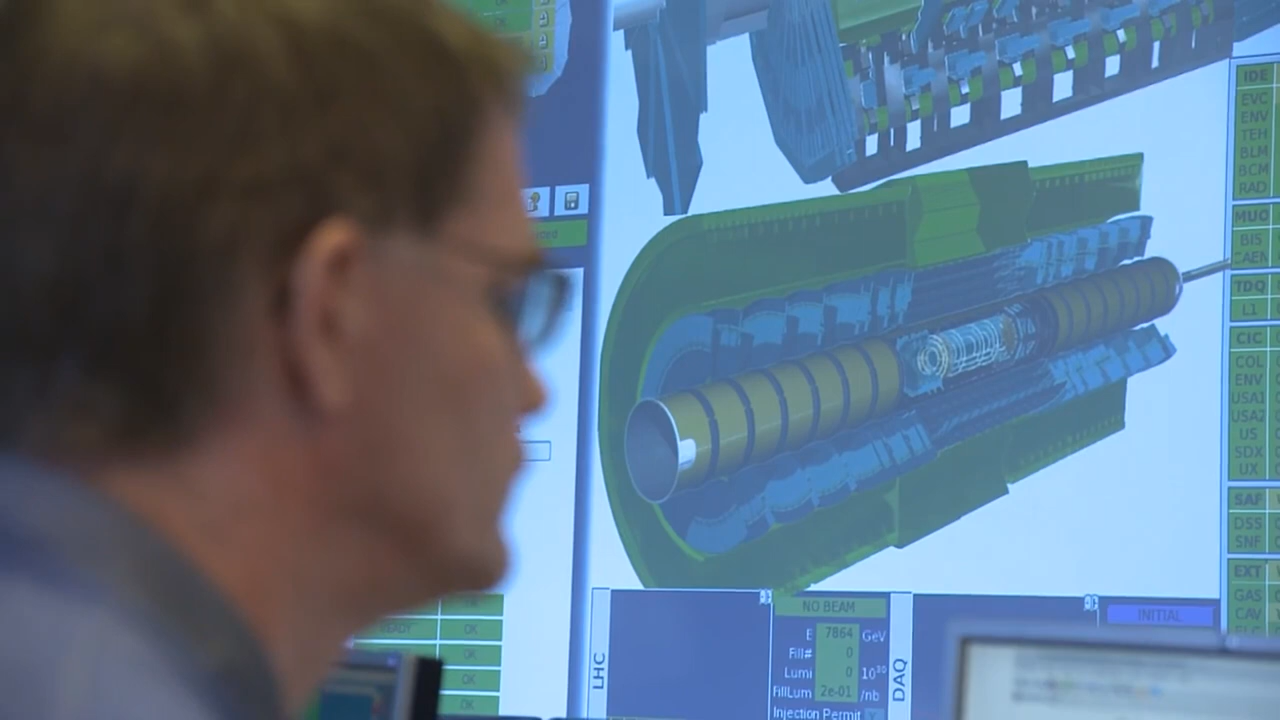 OK
IDE
EVC
ENV
TEH
BLM
BCM
RAD
MUO
BIS
CAEN
TDQ
L1
CIC
COL
ENV
USA1
USA2
US
SDX
UX
SAF
DSS
SNF
EXT
GAS
CAV
READY OK
OK
OK
OK
LHC
NO BEAM
E 7864 GeV
Fill# 0
Lumi 0 10³⁰
FillLum 2e-01 /nb
Injection Permit
DAQ
INITIAL